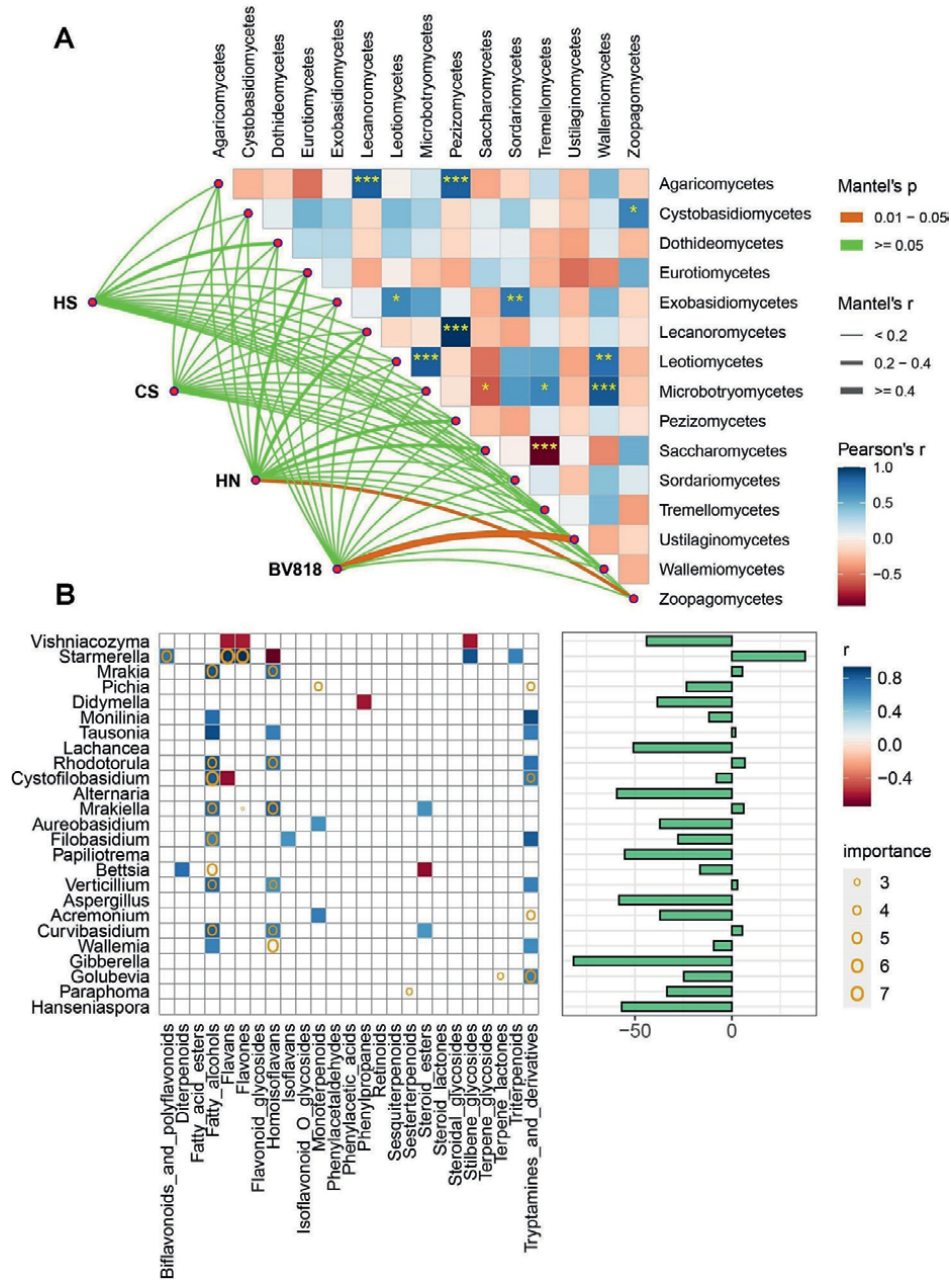 A
Agaricomycetes
Cystobasidiomycetes
Dothideomycetes
Eurotiomycetes
Exobasidiomycetes
Lecanoromycetes
Leotiomycetes
Microbotryomycetes
Pezizomycetes
Saccharomycetes
Sordariomycetes
Tremellomycetes
Ustilaginomycetes
Wallemiomycetes
Zoopagomycetes
*** *** Agaricomycetes
* Cystobasidiomycetes
Dothideomycetes
Eurotiomycetes
* ** Exobasidiomycetes
*** Lecanoromycetes
*** ** Leotiomycetes
* * *** Microbotryomycetes
Pezizomycetes
*** Saccharomycetes
Sordariomycetes
Tremellomycetes
Ustilaginomycetes
Wallemiomycetes
Zoopagomycetes
HS
CS
HN
BV818
Mantel's p
0.01 – 0.05
>= 0.05
Mantel's r
< 0.2
0.2 – 0.4
>= 0.4
Pearson's r
1.0
0.5
0.0
−0.5
B
Vishniacozyma
Starmerella
Mrakia
Pichia
Didymella
Monilinia
Tausonia
Lachancea
Rhodotorula
Cystofilobasidium
Alternaria
Mrakiella
Aureobasidium
Filobasidium
Papiliotrema
Bettsia
Verticillium
Aspergillus
Acremonium
Curvibasidium
Wallemia
Gibberella
Golubevia
Paraphoma
Hanseniaspora
Biflavonoids_and_polyflavonoids
Diterpenoids
Fatty_acid_esters
Fatty_alcohols
Flavans
Flavones
Flavonoid_glycosides
Homoisoflavans
Isoflavans
Isoflavonoid_O_glycosides
Monoterpenoids
Phenylacetaldehydes
Phenylacetic_acids
Phenylpropanes
Retinoids
Sesquiterpenoids
Sesterterpenoids
Steroid_esters
Steroid_lactones
Steroidal_glycosides
Stilbene_glycosides
Terpene_glycosides
Terpene_lactones
Triterpenoids
Tryptamines_and_derivatives
−50 0
r
0.8
0.4
0.0
−0.4
importance
3
4
5
6
7